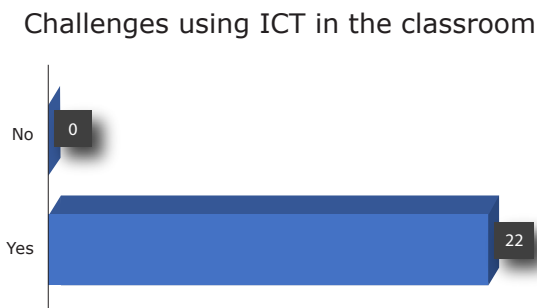 Challenges using ICT in the classroom
No
0
Yes
22